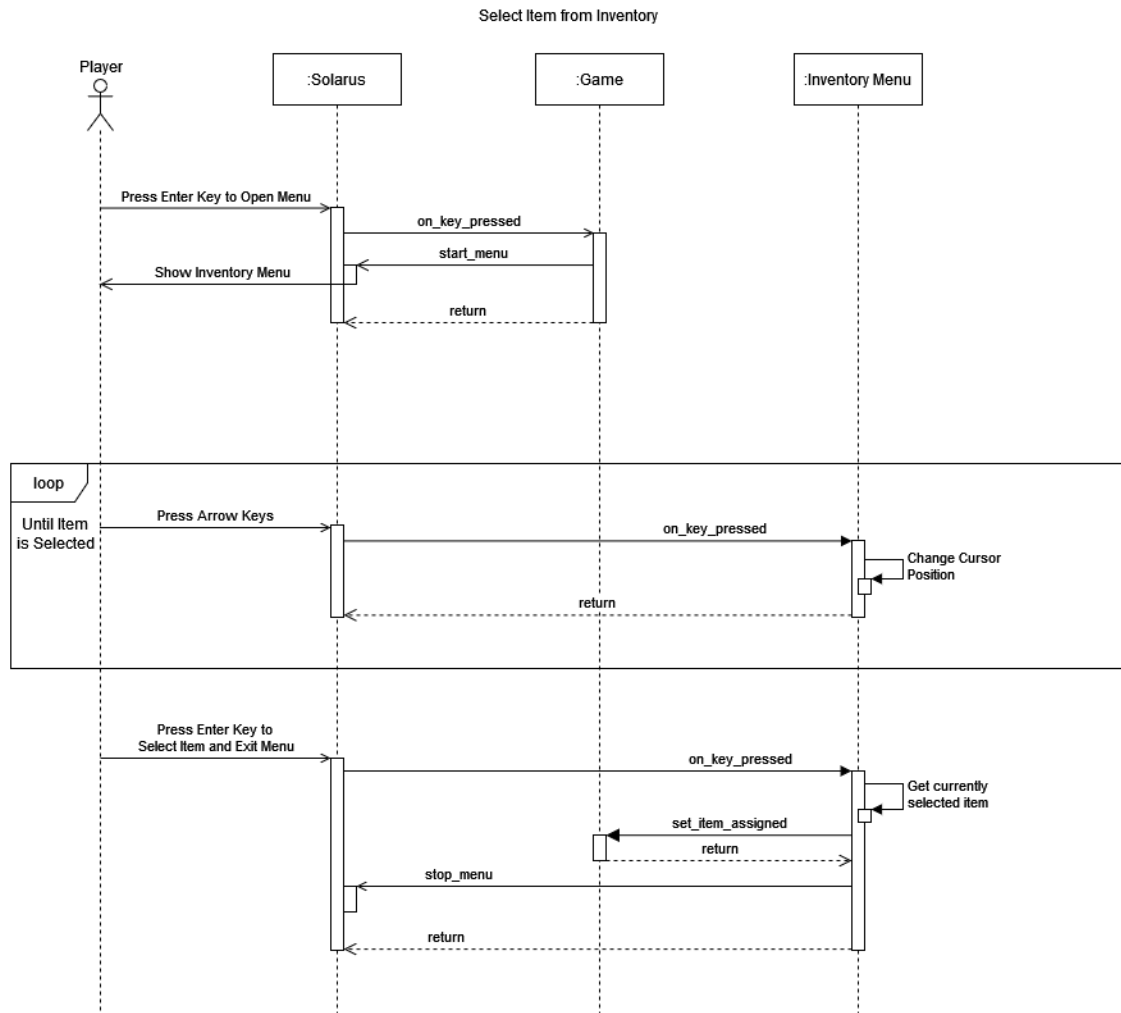 Select Item from Inventory
Player
:Solarus
:Game
:Inventory Menu
Press Enter Key to Open Menu
on_key_pressed
start_menu
Show Inventory Menu
return
loop
Until Item
is Selected
Press Arrow Keys
on_key_pressed
Change Cursor
Position
return
Press Enter Key to
Select Item and Exit Menu
on_key_pressed
Get currently
selected item
set_item_assigned
return
stop_menu
return